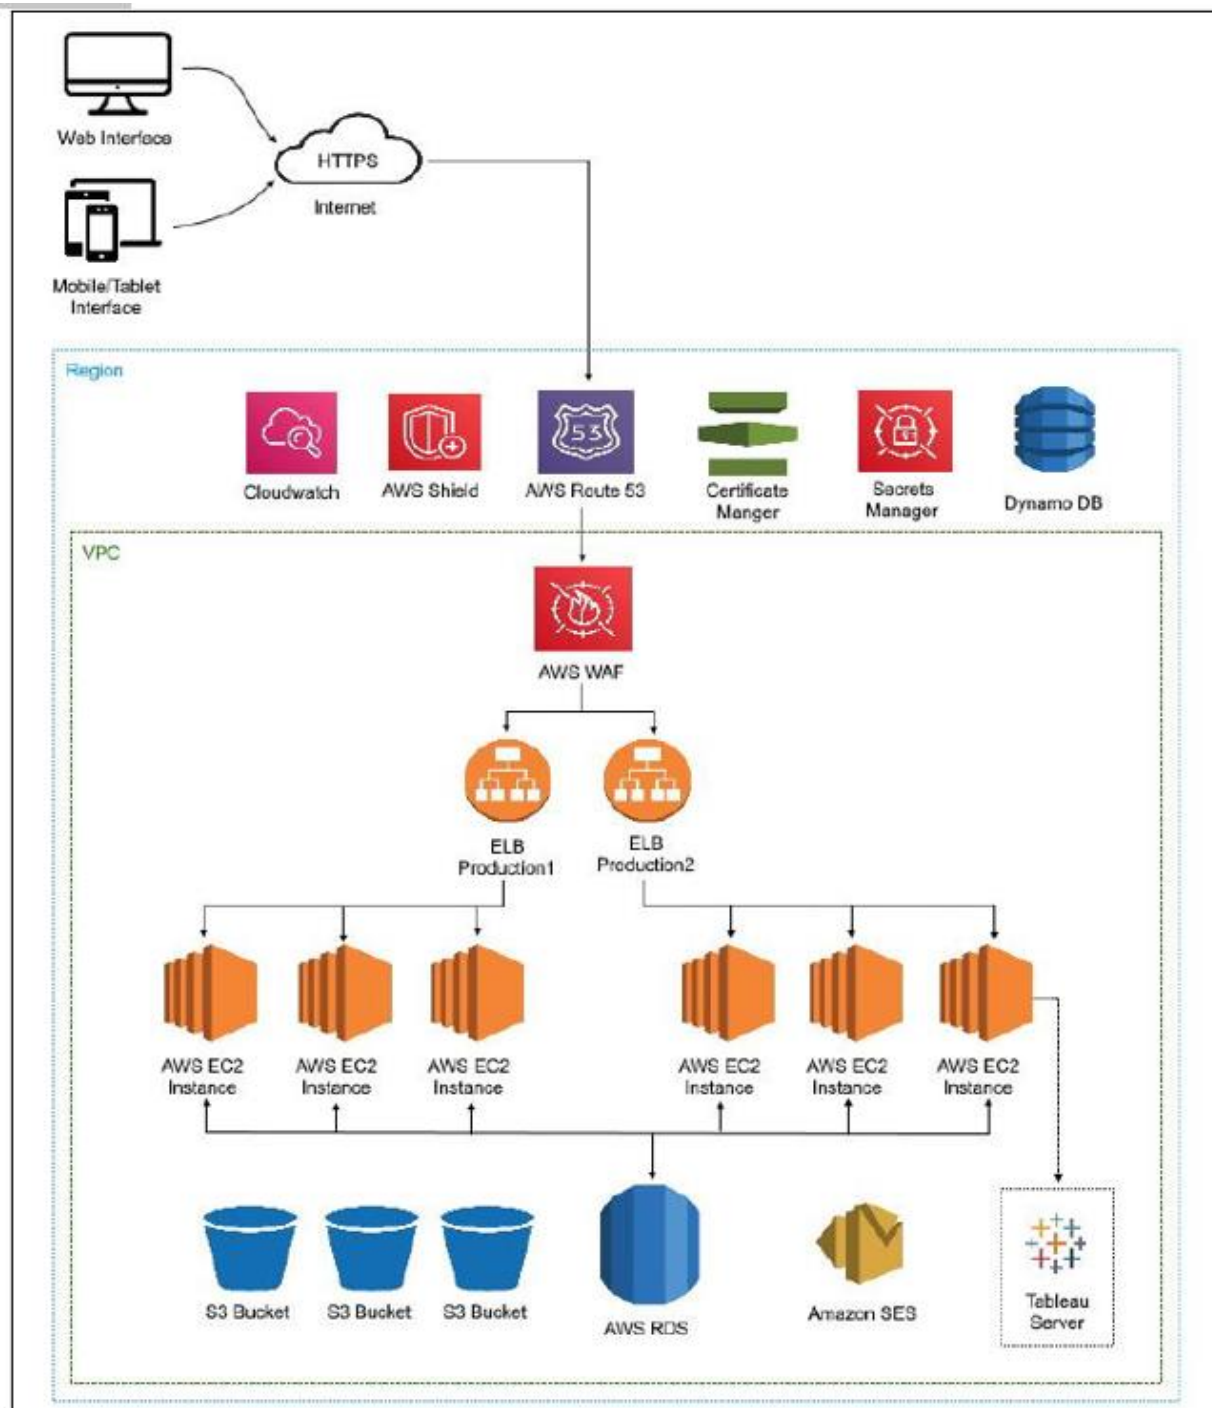 Web Interface
HTTPS
Internet
Mobile/Tablet
Interface
Region
53
Cloudwatch
AWS Shield
AWS Route 53
Certificate
Manger
Secrets
Manager
Dynamo DB
VPC
AWS WAF
ELB
Production1
ELB
Production2
AWS EC2
Instance
AWS EC2
Instance
AWS EC2
Instance
AWS EC2
Instance
AWS EC2
Instance
AWS EC2
Instance
S3 Bucket
S3 Bucket
S3 Bucket
AWS RDS
Amazon SES
Tableau
Server